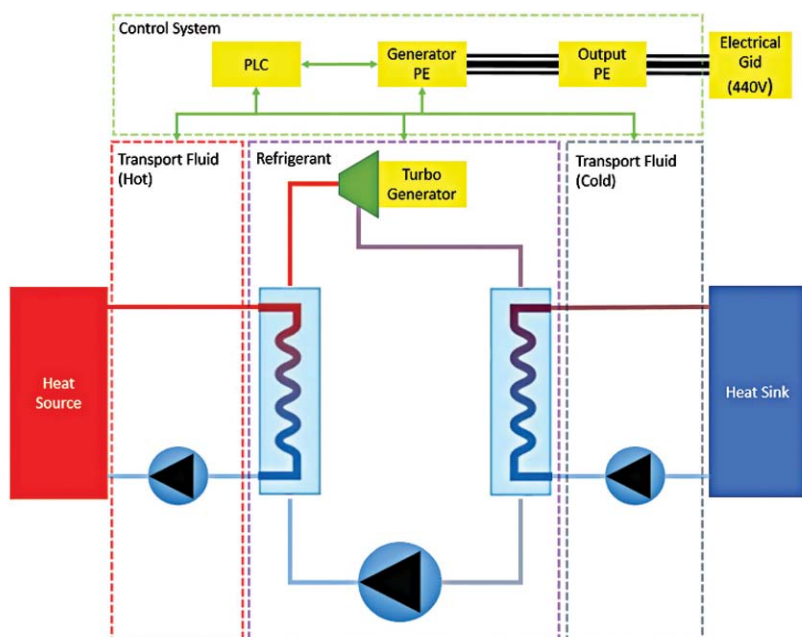 Control System
PLC
Generator
PE
Output
PE
Electrical
Gid
(440V)
Transport Fluid
(Hot)
Refrigerant
Turbo
Generator
Transport Fluid
(Cold)
Heat
Source
Heat Sink